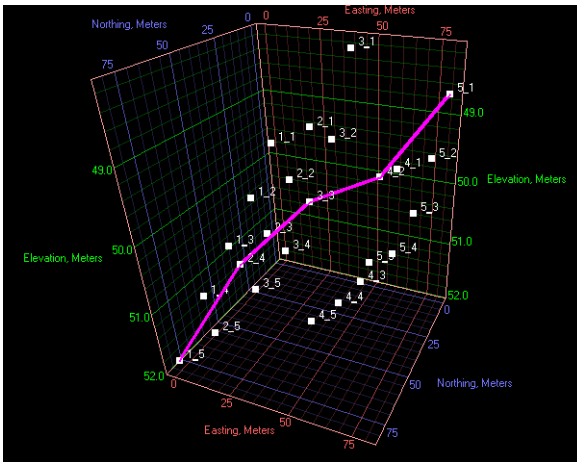 Easting, Meters
Northing, Meters
0 0 25 50 75
75 50 25
3_1
5_1
49.0
2_1
1_1 3_2
5_2
49.0 4_1
4_2
2_2 50.0 Elevation, Meters
1_2 3_3
5_3
2_3
50.0 1_3 3_4 5_4 51.0
Elevation, Meters 2_4
4_3
1_4 3_5 52.0
4_4 0
51.0 4_5
2_5 25
1_5
52.0 0 50 Northing, Meters
25
50 75
Easting, Meters 75